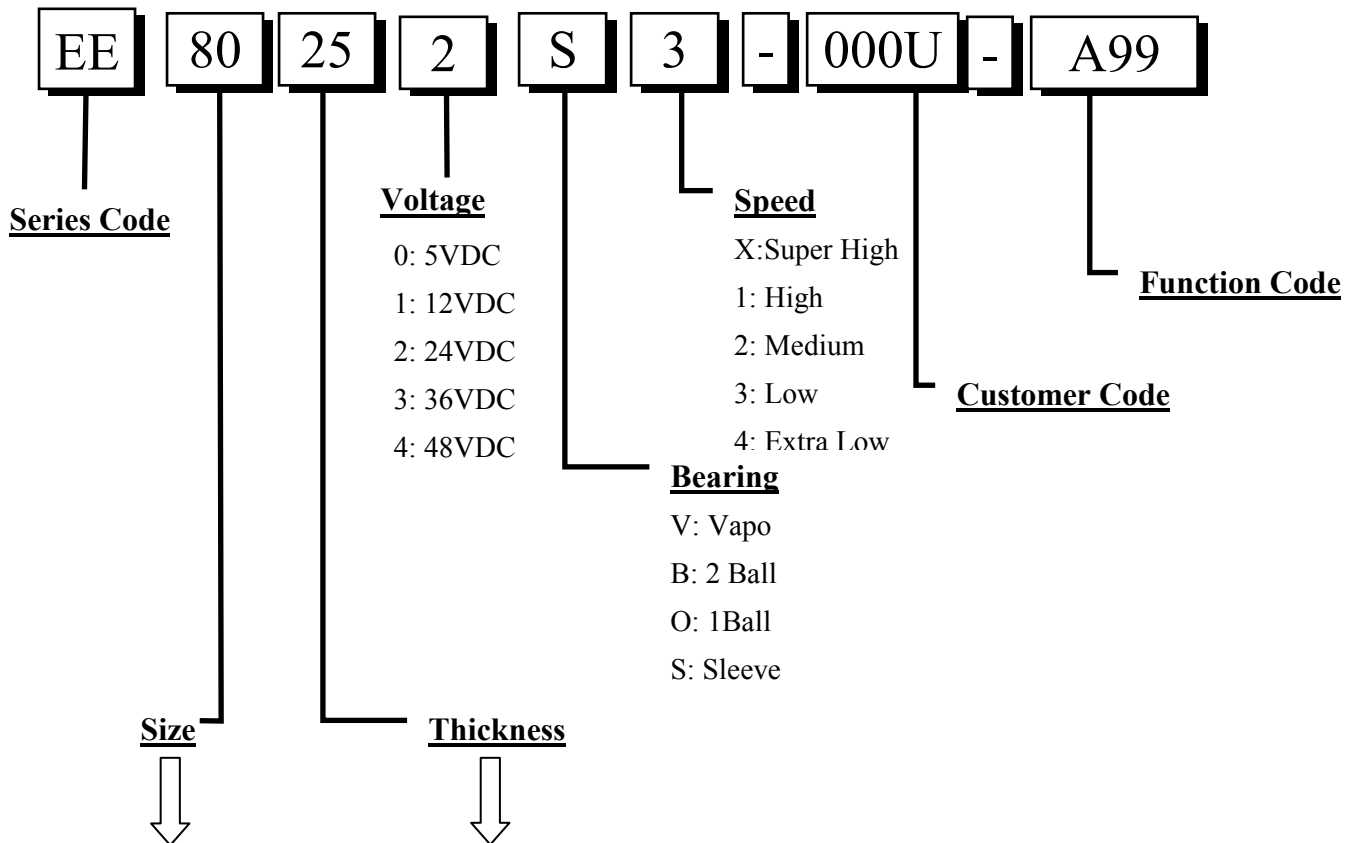 EE 80 25 2 S 3 - 000U - A99
Series Code
Voltage
0: 5VDC
1: 12VDC
2: 24VDC
3: 36VDC
4: 48VDC
Speed
X:Super High
1: High
2: Medium
3: Low
4: Extra Low
Function Code
Customer Code
Bearing
V: Vapo
B: 2 Ball
O: 1Ball
S: Sleeve
Size
Thickness